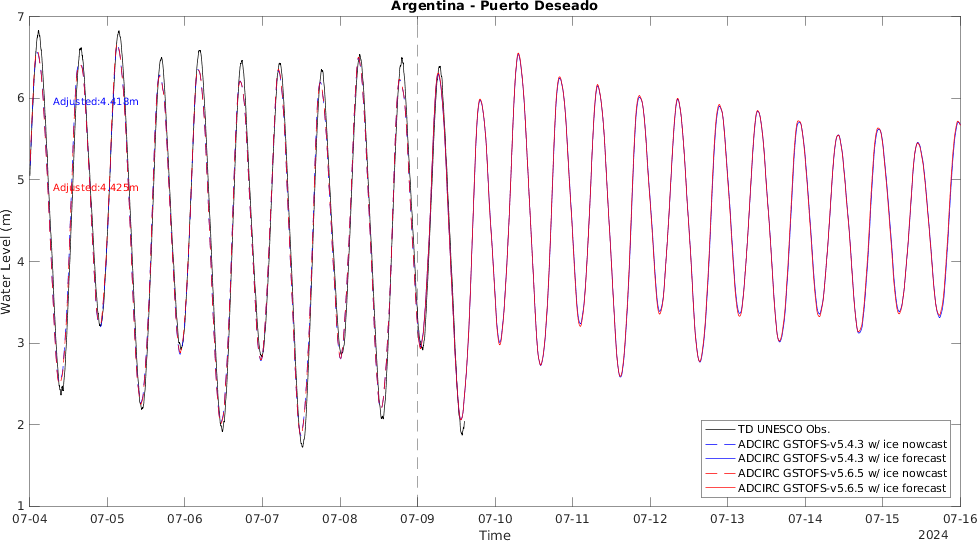 Argentina - Puerto Deseado
7
6
5
4
3
2
1
Water Level (m)
Adjusted:4.418m
Adjusted:4.425m
TD UNESCO Obs.
ADCIRC GSTOFS-v5.4.3 w/ ice nowcast
ADCIRC GSTOFS-v5.4.3 w/ ice forecast
ADCIRC GSTOFS-v5.6.5 w/ ice nowcast
ADCIRC GSTOFS-v5.6.5 w/ ice forecast
07-04 07-05 07-06 07-07 07-08 07-09 07-10 07-11 07-12 07-13 07-14 07-15 07-16
Time
2024